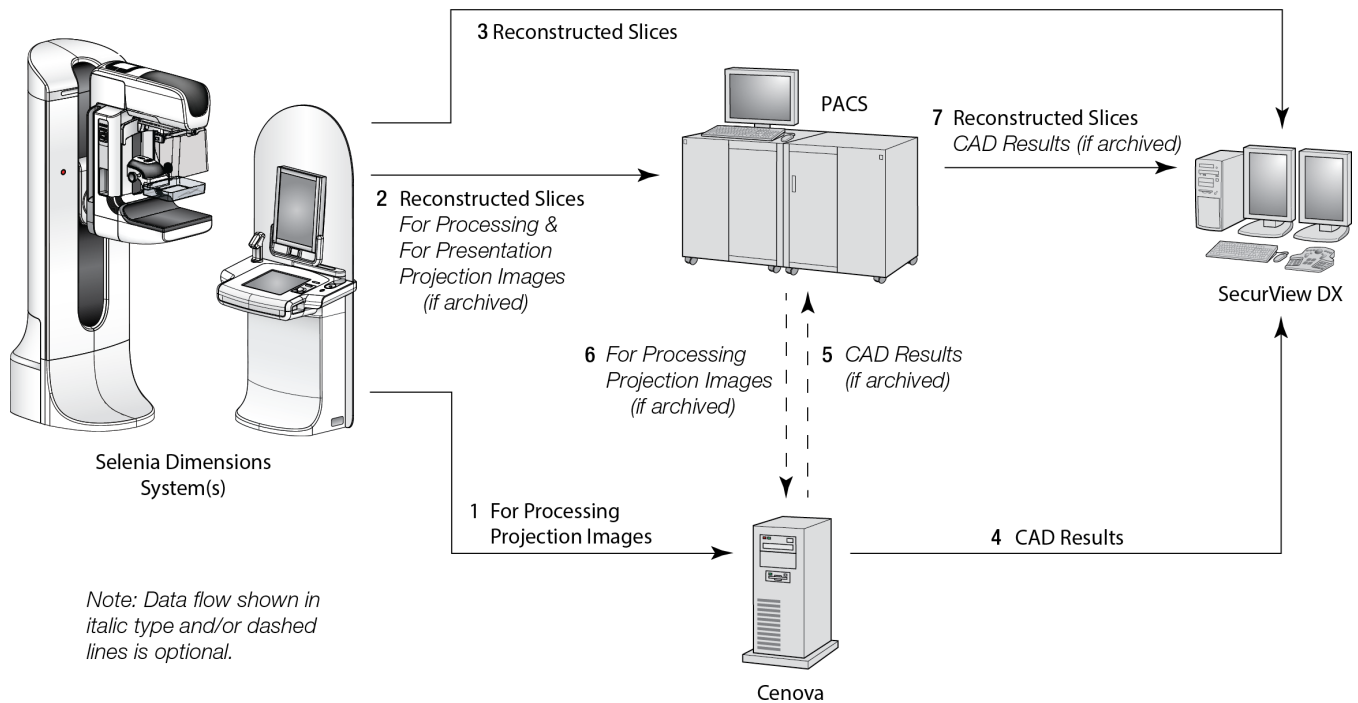 3 Reconstructed Slices
PACS
7 Reconstructed Slices
CAD Results (if archived)
2 Reconstructed Slices
For Processing &
For Presentation
Projection Images
(if archived)
SecurView DX
6 For Processing
Projection Images
(if archived)
5 CAD Results
(if archived)
Selenia Dimensions
System(s)
1 For Processing
Projection Images
4 CAD Results
Note: Data flow shown in
italic type and/or dashed
lines is optional.
Cenova